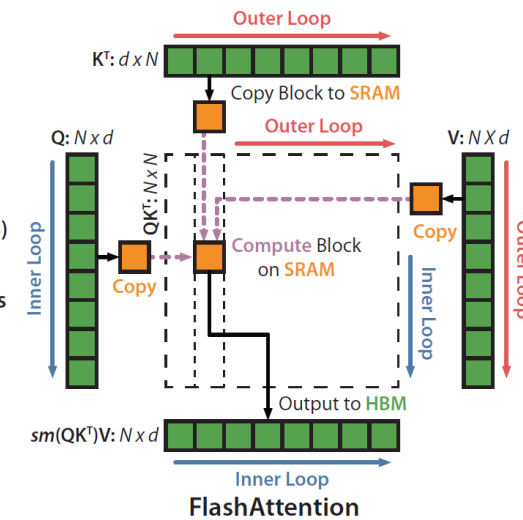 Outer Loop
Kᵀ: d x N
Copy Block to SRAM
Outer Loop
Q: N x d
V: N X d
QKᵀ: N x N
Inner Loop
Copy
Compute Block
on SRAM
Copy
Inner Loop
Outer Loop
Output to HBM
sm(QKᵀ)V: N x d
Inner Loop
FlashAttention